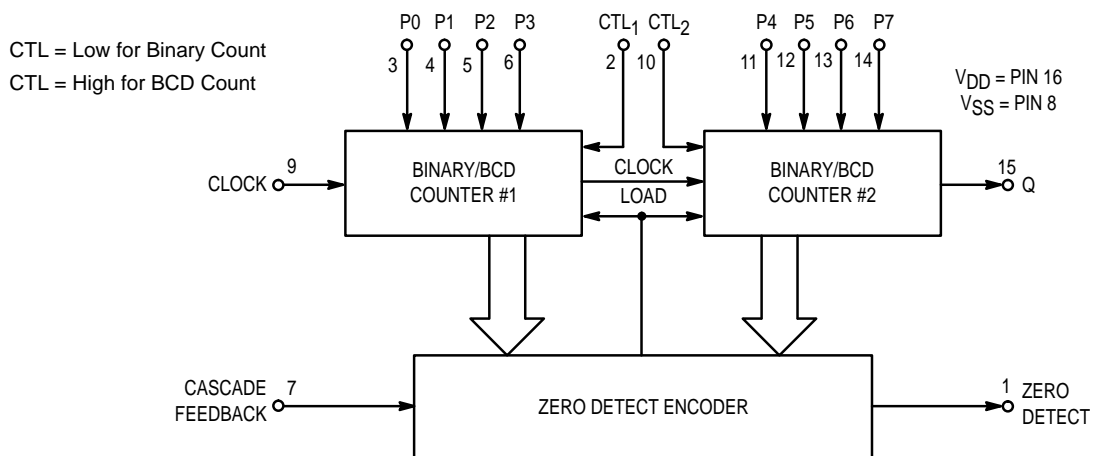 CTL = Low for Binary Count
CTL = High for BCD Count
P0 P1 P2 P3 CTL1 CTL2 P4 P5 P6 P7
3 4 5 6 2 10 11 12 13 14
VDD = PIN 16
VSS = PIN 8
CLOCK 9
BINARY/BCD
COUNTER #1
CLOCK
LOAD
BINARY/BCD
COUNTER #2
15
Q
CASCADE
FEEDBACK
7
ZERO DETECT ENCODER
1
ZERO
DETECT